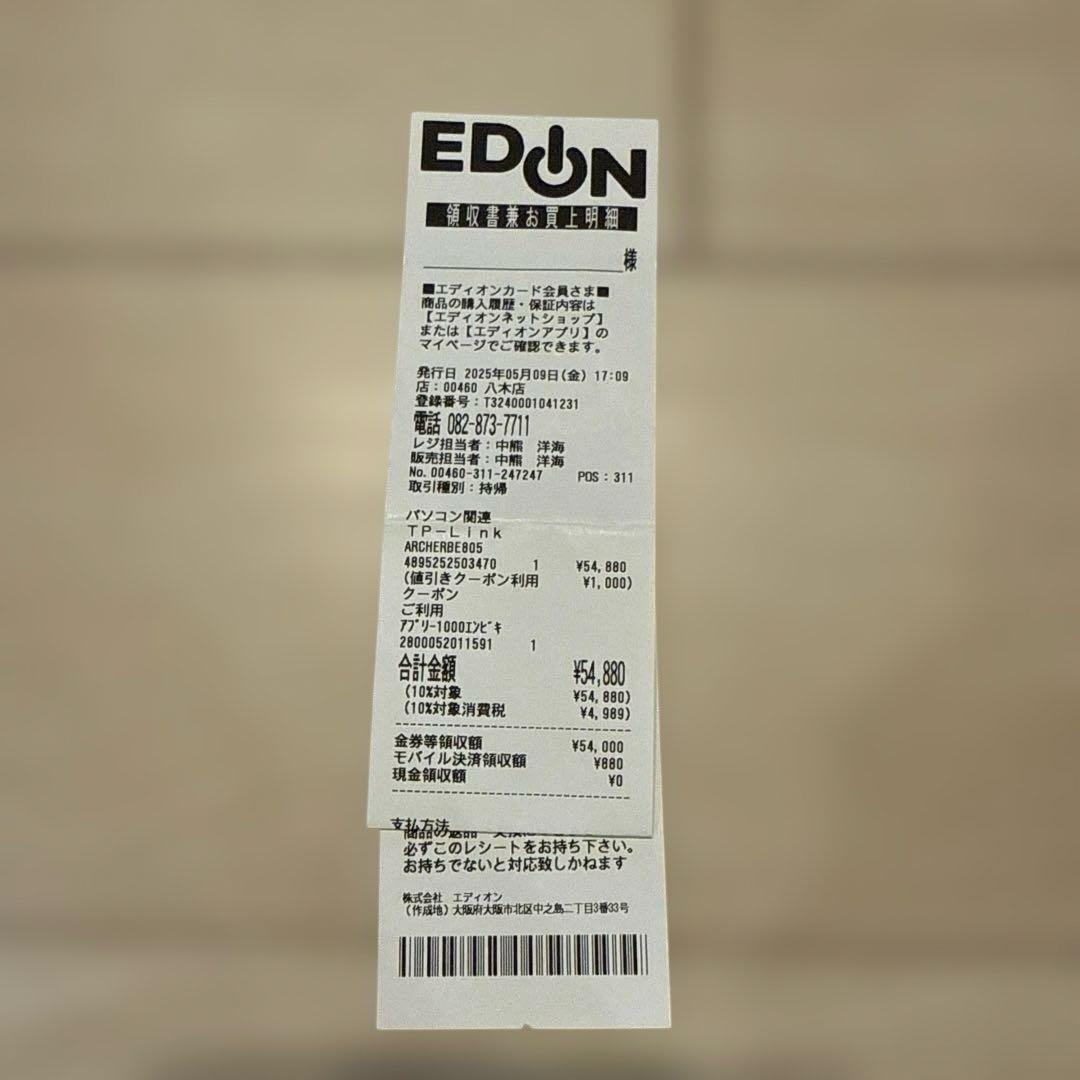 EDION
領収書兼お買上明細
様
■エディオンカード会員さま■
商品の購入履歴・保証内容は
【エディオンネットショップ】
または【エディオンアプリ】の
マイページでご確認できます。
発行日 2025年05月09日(金) 17:09
店:00460 八木店
登録番号:T3240001041231
電話 082-873-7711
レジ担当者:中熊 洋海
販売担当者:中熊 洋海
No.00460-311-247247 POS:311
取引種別:持帰
パソコン関連
TP-Link
ARCHERBE805
4895252503470 1 ¥54,880
(値引きクーポン利用 ¥1,000)
クーポン
ご利用
アプリー1000エンビキ
2800052011591 1
合計金額 ¥54,880
(10%対象 ¥54,880)
(10%対象消費税 ¥4,989)
金券等領収額 ¥54,000
モバイル決済領収額 ¥880
現金領収額 ¥0
支払方法
必ずこのレシートをお持ち下さい。
お持ちでないと対応致しかねます
株式会社 エディオン
(作成地)大阪府大阪市北区中之島二丁目3番33号